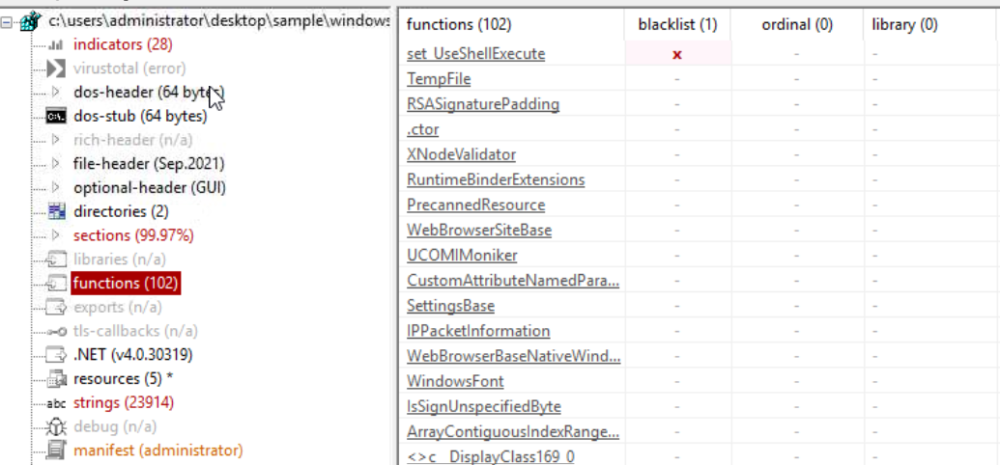 c:\users\administrator\desktop\sample\windows
indicators (28)
virustotal (error)
dos-header (64 bytes)
dos-stub (64 bytes)
rich-header (n/a)
file-header (Sep.2021)
optional-header (GUI)
directories (2)
sections (99.97%)
libraries (n/a)
functions (102)
exports (n/a)
tls-callbacks (n/a)
.NET (v4.0.30319)
resources (5) *
abc strings (23914)
debug (n/a)
manifest (administrator)
functions (102) blacklist (1) ordinal (0) library (0)
set_UseShellExecute x - -
TempFile - - -
RSASignaturePadding - - -
.ctor - - -
XNodeValidator - - -
RuntimeBinderExtensions - - -
PrecannedResource - - -
WebBrowserSiteBase - - -
UCOMIMoniker - - -
CustomAttributeNamedPara... - - -
SettingsBase - - -
IPPacketInformation - - -
WebBrowserBaseNativeWind... - - -
WindowsFont - - -
IsSignUnspecifiedByte - - -
ArrayContiguousIndexRange... - - -
<>c__DisplayClass169_0 - - -